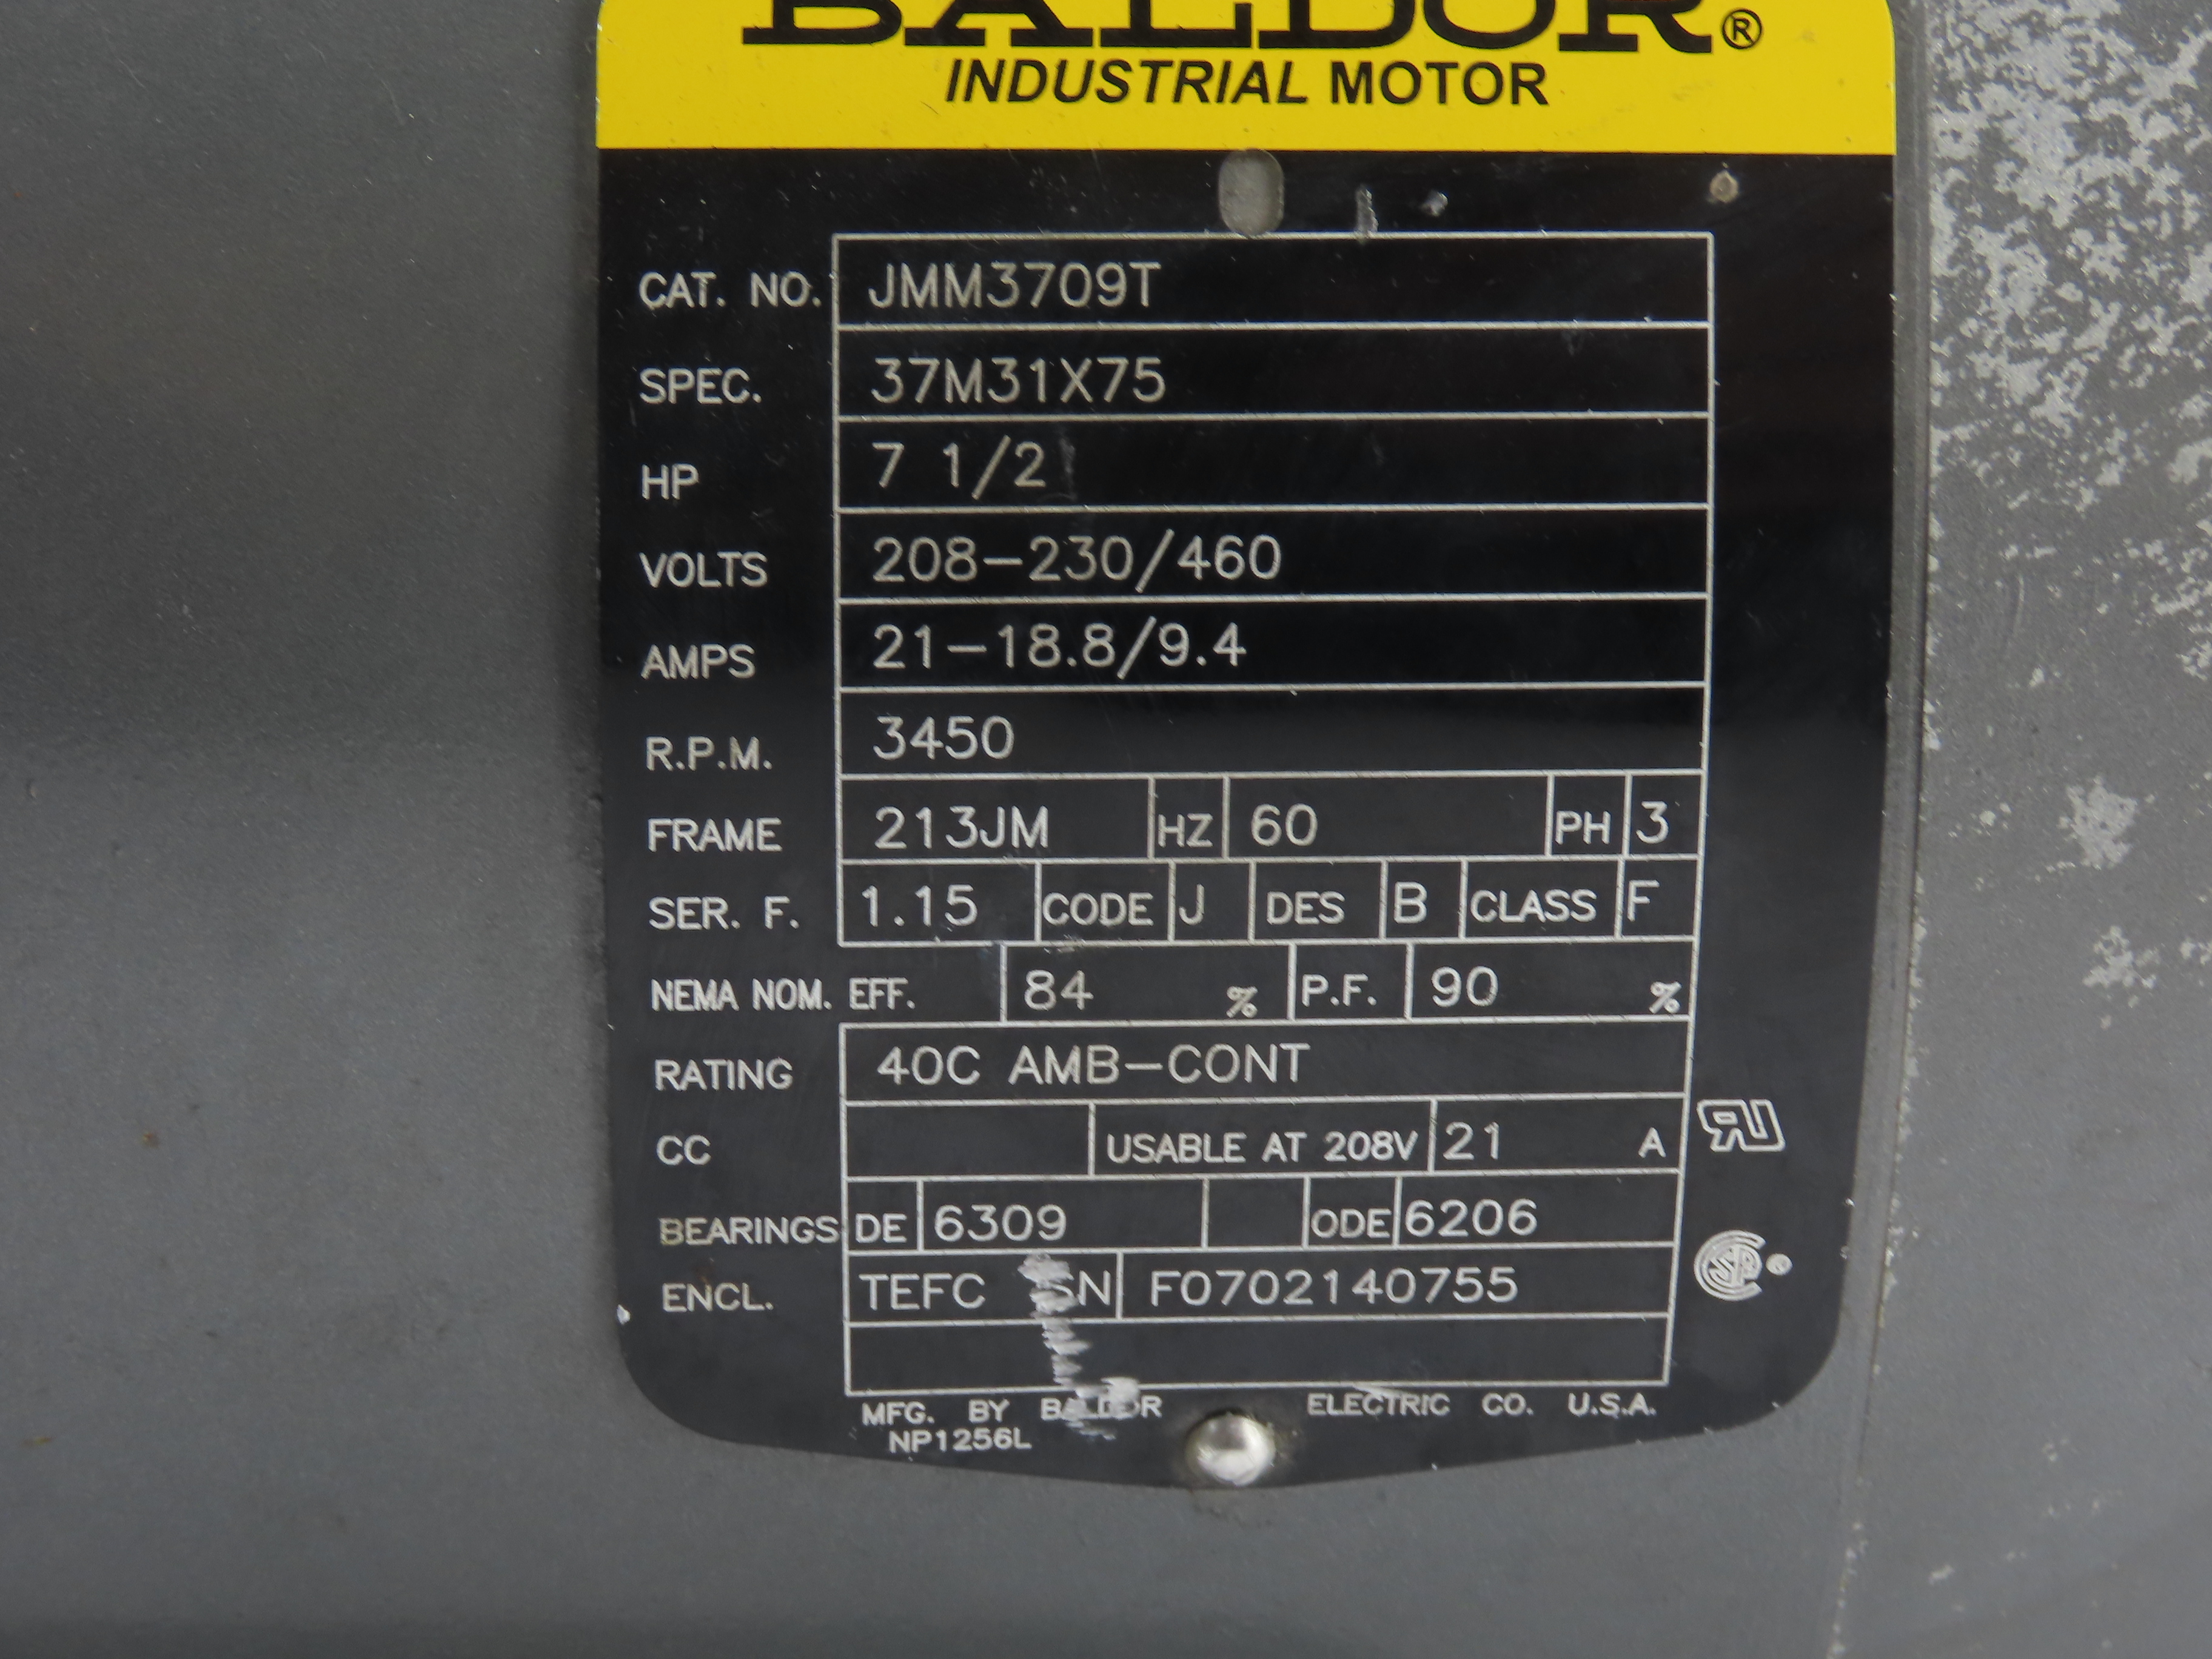 BALDOR®
INDUSTRIAL MOTOR
CAT. NO. JMM3709T
SPEC. 37M31X75
HP 7 1/2
VOLTS 208-230/460
AMPS 21-18.8/9.4
R.P.M. 3450
FRAME 213JM HZ 60 PH 3
SER. F. 1.15 CODE J DES B CLASS F
NEMA NOM. EFF. 84 % P.F. 90 %
RATING 40C AMB-CONT
CC USABLE AT 208V 21 A
BEARINGS DE 6309 ODE 6206
ENCL. TEFC SN F0702140755
MFG. BY BALDOR ELECTRIC CO. U.S.A.
NP1256L